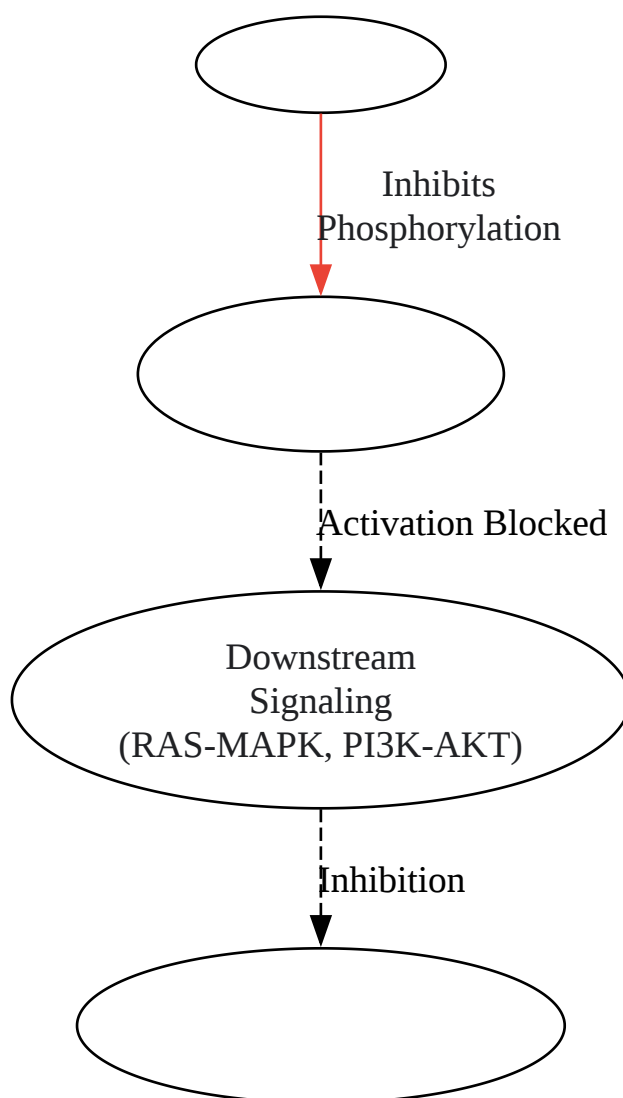 Inhibits
Phosphorylation
Activation Blocked
Downstream
Signaling
(RAS-MAPK, PI3K-AKT)
Inhibition